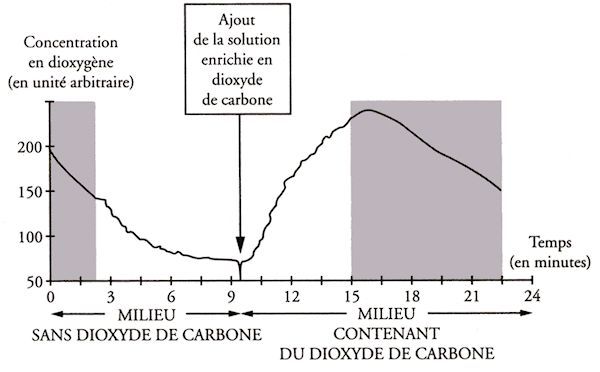 Concentration
en dioxygène
(en unité arbitraire)
Ajout
de la solution
enrichie en
dioxyde
de carbone
200
150
100
50
0
3
6
9
12
15
18
21
24
Temps
(en minutes)
MILIEU
SANS DIOXYDE DE CARBONE
MILIEU
CONTENANT
DU DIOXYDE DE CARBONE